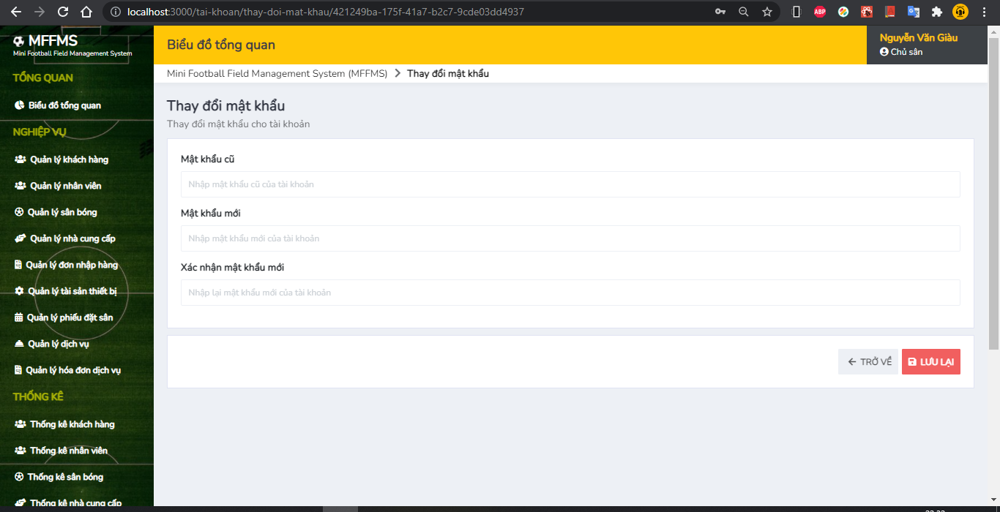 localhost:3000/tai-khoan/thay-doi-mat-khau/421249ba-175f-41a7-b2c7-9cde03dd4937
ABP
MFFMS
Mini Football Field Management System
TỔNG QUAN
Biểu đồ tổng quan
NGHIỆP VỤ
Quản lý khách hàng
Quản lý nhân viên
Quản lý sân bóng
Quản lý nhà cung cấp
Quản lý đơn nhập hàng
Quản lý tài sản thiết bị
Quản lý phiếu đặt sân
Quản lý dịch vụ
Quản lý hóa đơn dịch vụ
THỐNG KÊ
Thống kê khách hàng
Thống kê nhân viên
Thống kê sân bóng
Thống kê nhà cung cấp
Biểu đồ tổng quan
Nguyễn Văn Giàu
Chủ sân
Mini Football Field Management System (MFFMS) Thay đổi mật khẩu
Thay đổi mật khẩu
Thay đổi mật khẩu cho tài khoản
Mật khẩu cũ
Nhập mật khẩu cũ của tài khoản
Mật khẩu mới
Nhập mật khẩu mới của tài khoản
Xác nhận mật khẩu mới
Nhập lại mật khẩu mới của tài khoản
TRỞ VỀ LƯU LẠI